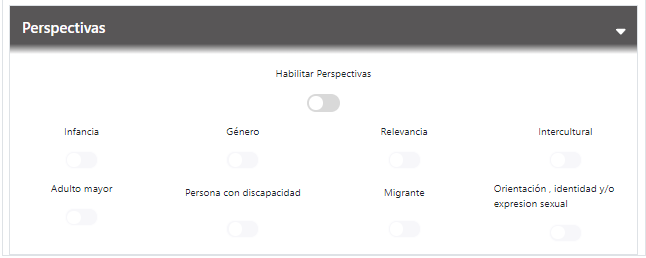 Perspectivas
Habilitar Perspectivas
Infancia
Género
Relevancia
Intercultural
Adulto mayor
Persona con discapacidad
Migrante
Orientación , identidad y/o
expresion sexual